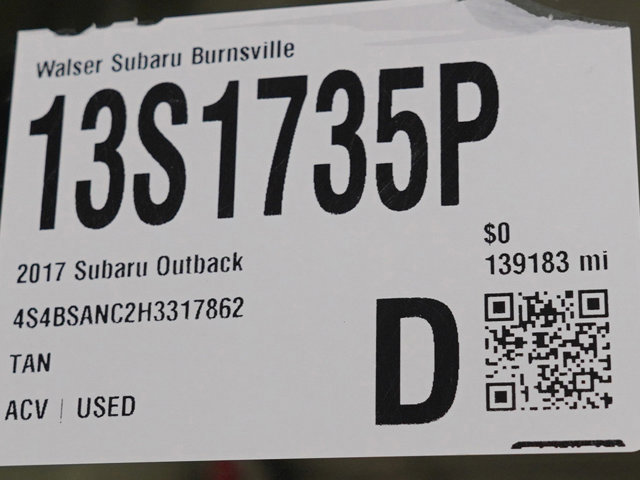 Walser Subaru Burnsville
13S1735P
$0
2017 Subaru Outback
139183 mi
4S4BSANC2H3317862
TAN
D
ACV | USED